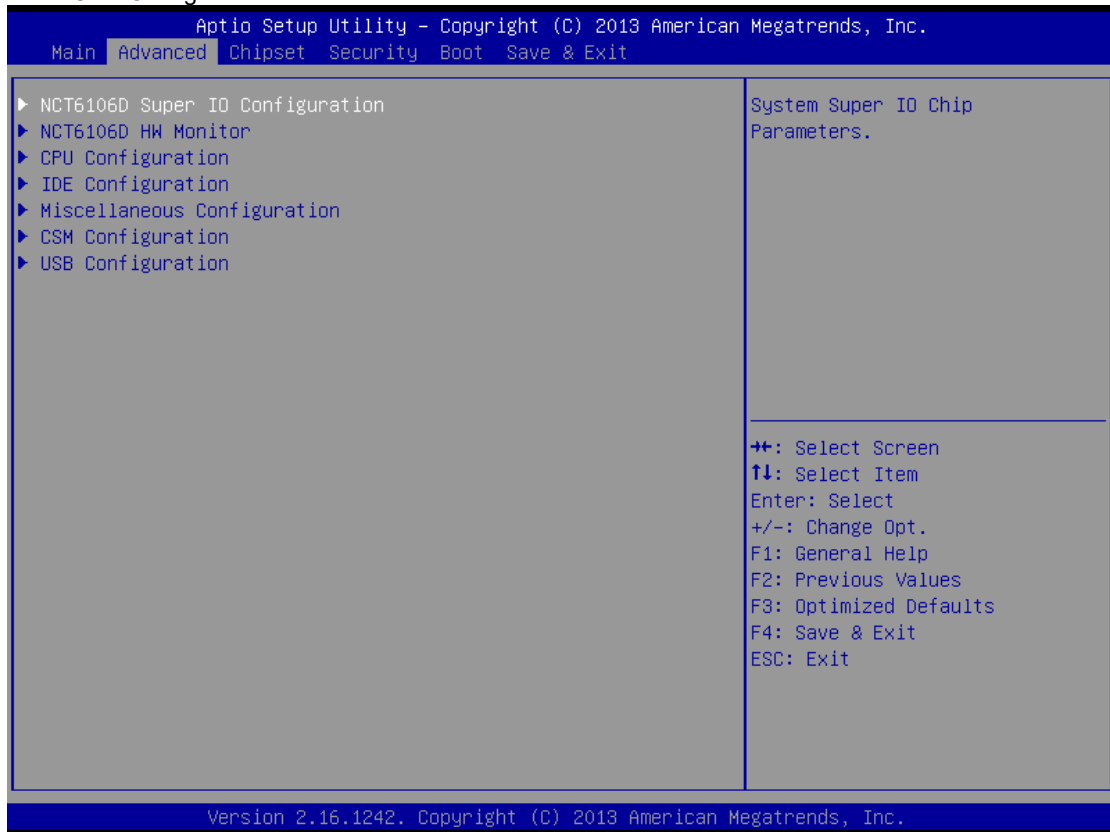 Aptio Setup Utility – Copyright (C) 2013 American Megatrends, Inc.
Main Advanced Chipset Security Boot Save & Exit
▶ NCT6106D Super IO Configuration
▶ NCT6106D HW Monitor
▶ CPU Configuration
▶ IDE Configuration
▶ Miscellaneous Configuration
▶ CSM Configuration
▶ USB Configuration
System Super IO Chip
Parameters.
→←: Select Screen
↑↓: Select Item
Enter: Select
+/-: Change Opt.
F1: General Help
F2: Previous Values
F3: Optimized Defaults
F4: Save & Exit
ESC: Exit
Version 2.16.1242. Copyright (C) 2013 American Megatrends, Inc.